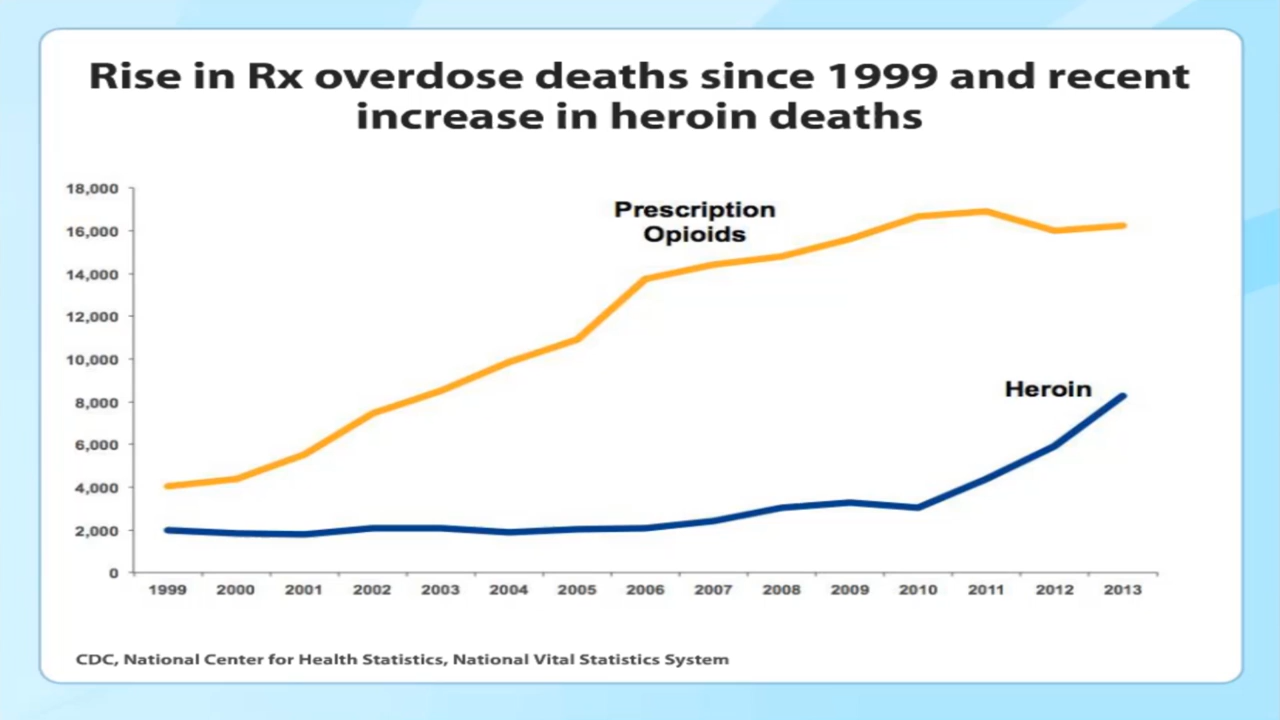 Rise in Rx overdose deaths since 1999 and recent
increase in heroin deaths
18,000
16,000
14,000
12,000
10,000
8,000
6,000
4,000
2,000
0
Prescription
Opioids
Heroin
1999 2000 2001 2002 2003 2004 2005 2006 2007 2008 2009 2010 2011 2012 2013
CDC, National Center for Health Statistics, National Vital Statistics System